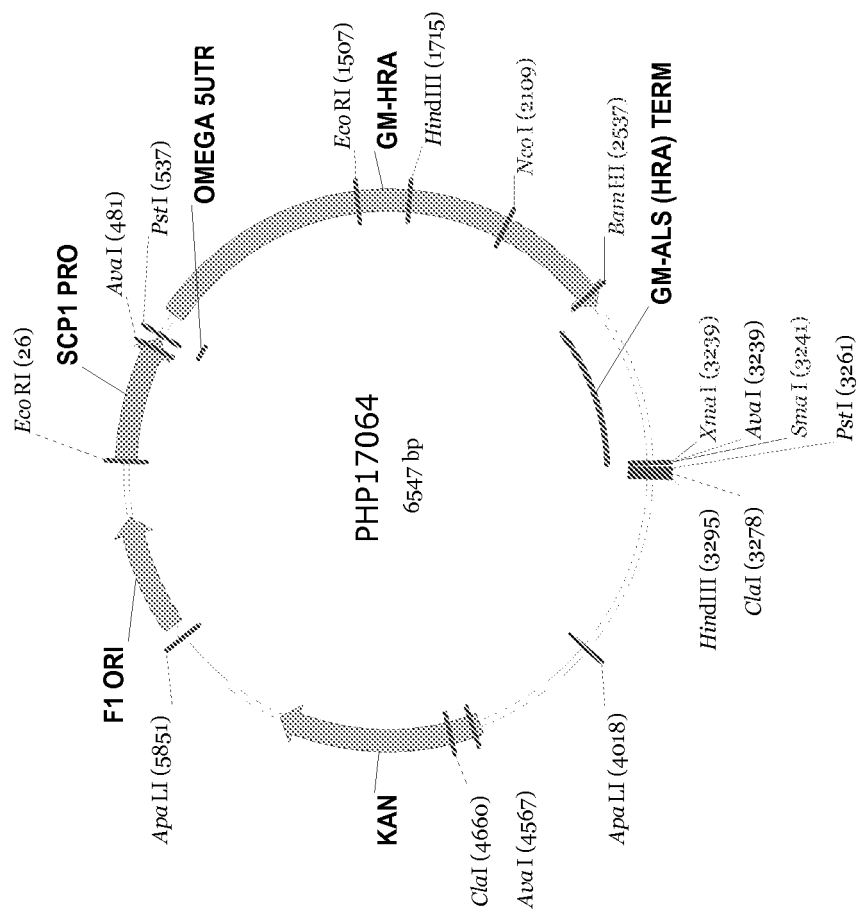 EcoRI (26)
SCP1 PRO
AvaI (481)
PstI (537)
OMEGA 5UTR
EcoRI (1507)
GM-HRA
HindIII (1715)
NcoI (2109)
BamHI (2537)
GM-ALS (HRA) TERM
XmaI (3239)
AvaI (3239)
SmaI (3241)
PstI (3261)
ClaI (3278)
HindIII (3295)
ApaLI (4018)
AvaI (4567)
ClaI (4660)
KAN
ApaLI (5851)
F1 ORI
PHP17064
6547 bp